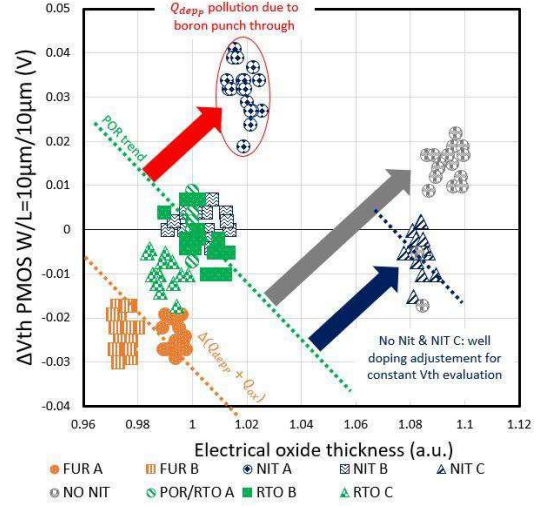 Q_depp pollution due to
boron punch through
0.05
0.04
0.03
0.02
0.01
0
-0.01
-0.02
-0.03
-0.04
ΔVth PMOS W/L=10µm/10µm (V)
POR trend
Δ(Q_depp + Q_ox)
No Nit & NIT C: well
doping adjustement for
constant Vth evaluation
0.96 0.98 1 1.02 1.04 1.06 1.08 1.1 1.12
Electrical oxide thickness (a.u.)
FUR A FUR B NIT A NIT B NIT C
NO NIT POR/RTO A RTO B RTO C